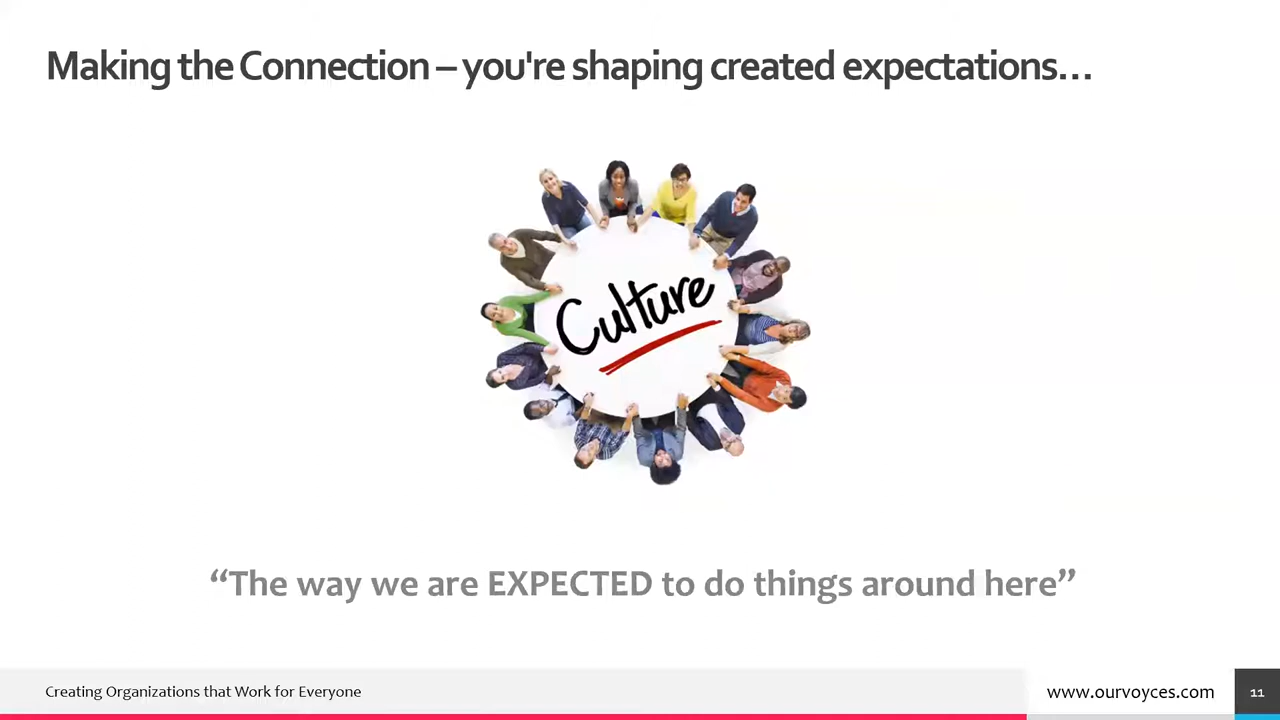 Making the Connection – you're shaping created expectations…
Culture
“The way we are EXPECTED to do things around here”
Creating Organizations that Work for Everyone
www.ourvoyces.com
11